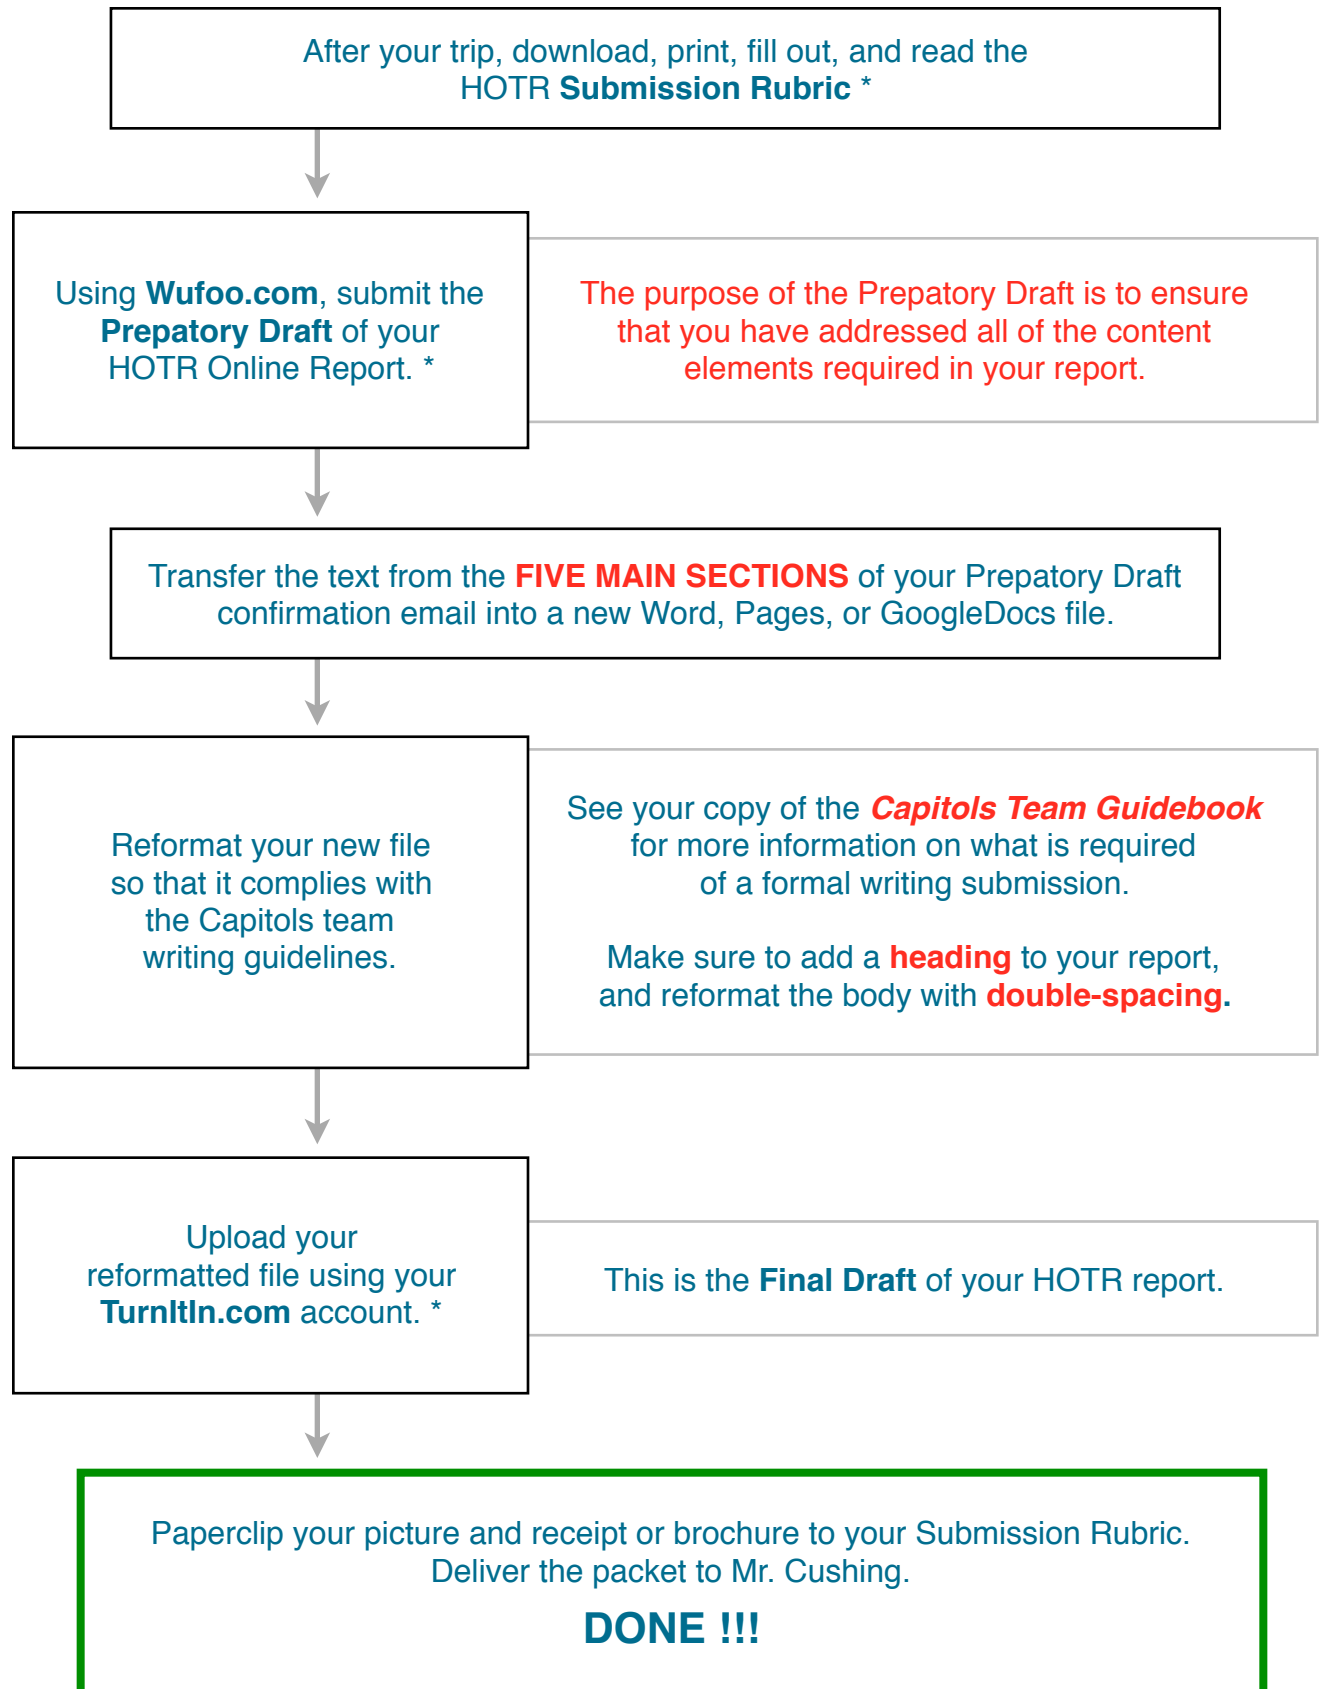 After your trip, download, print, fill out, and read the
HOTR Submission Rubric *
Using Wufoo.com, submit the
Prepatory Draft of your
HOTR Online Report. *
The purpose of the Prepatory Draft is to ensure
that you have addressed all of the content
elements required in your report.
Transfer the text from the FIVE MAIN SECTIONS of your Prepatory Draft
confirmation email into a new Word, Pages, or GoogleDocs file.
Reformat your new file
so that it complies with
the Capitols team
writing guidelines.
See your copy of the Capitols Team Guidebook
for more information on what is required
of a formal writing submission.
Make sure to add a heading to your report,
and reformat the body with double-spacing.
Upload your
reformatted file using your
TurnItIn.com account. *
This is the Final Draft of your HOTR report.
Paperclip your picture and receipt or brochure to your Submission Rubric.
Deliver the packet to Mr. Cushing.
DONE !!!